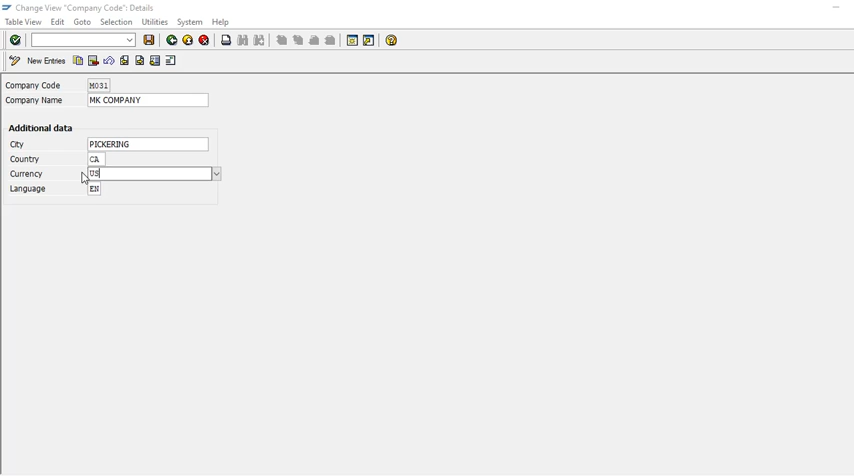 Change View "Company Code": Details
Table View Edit Goto Selection Utilities System Help
New Entries
Company Code M031
Company Name MK COMPANY
Additional data
City PICKERING
Country CA
Currency US
Language EN